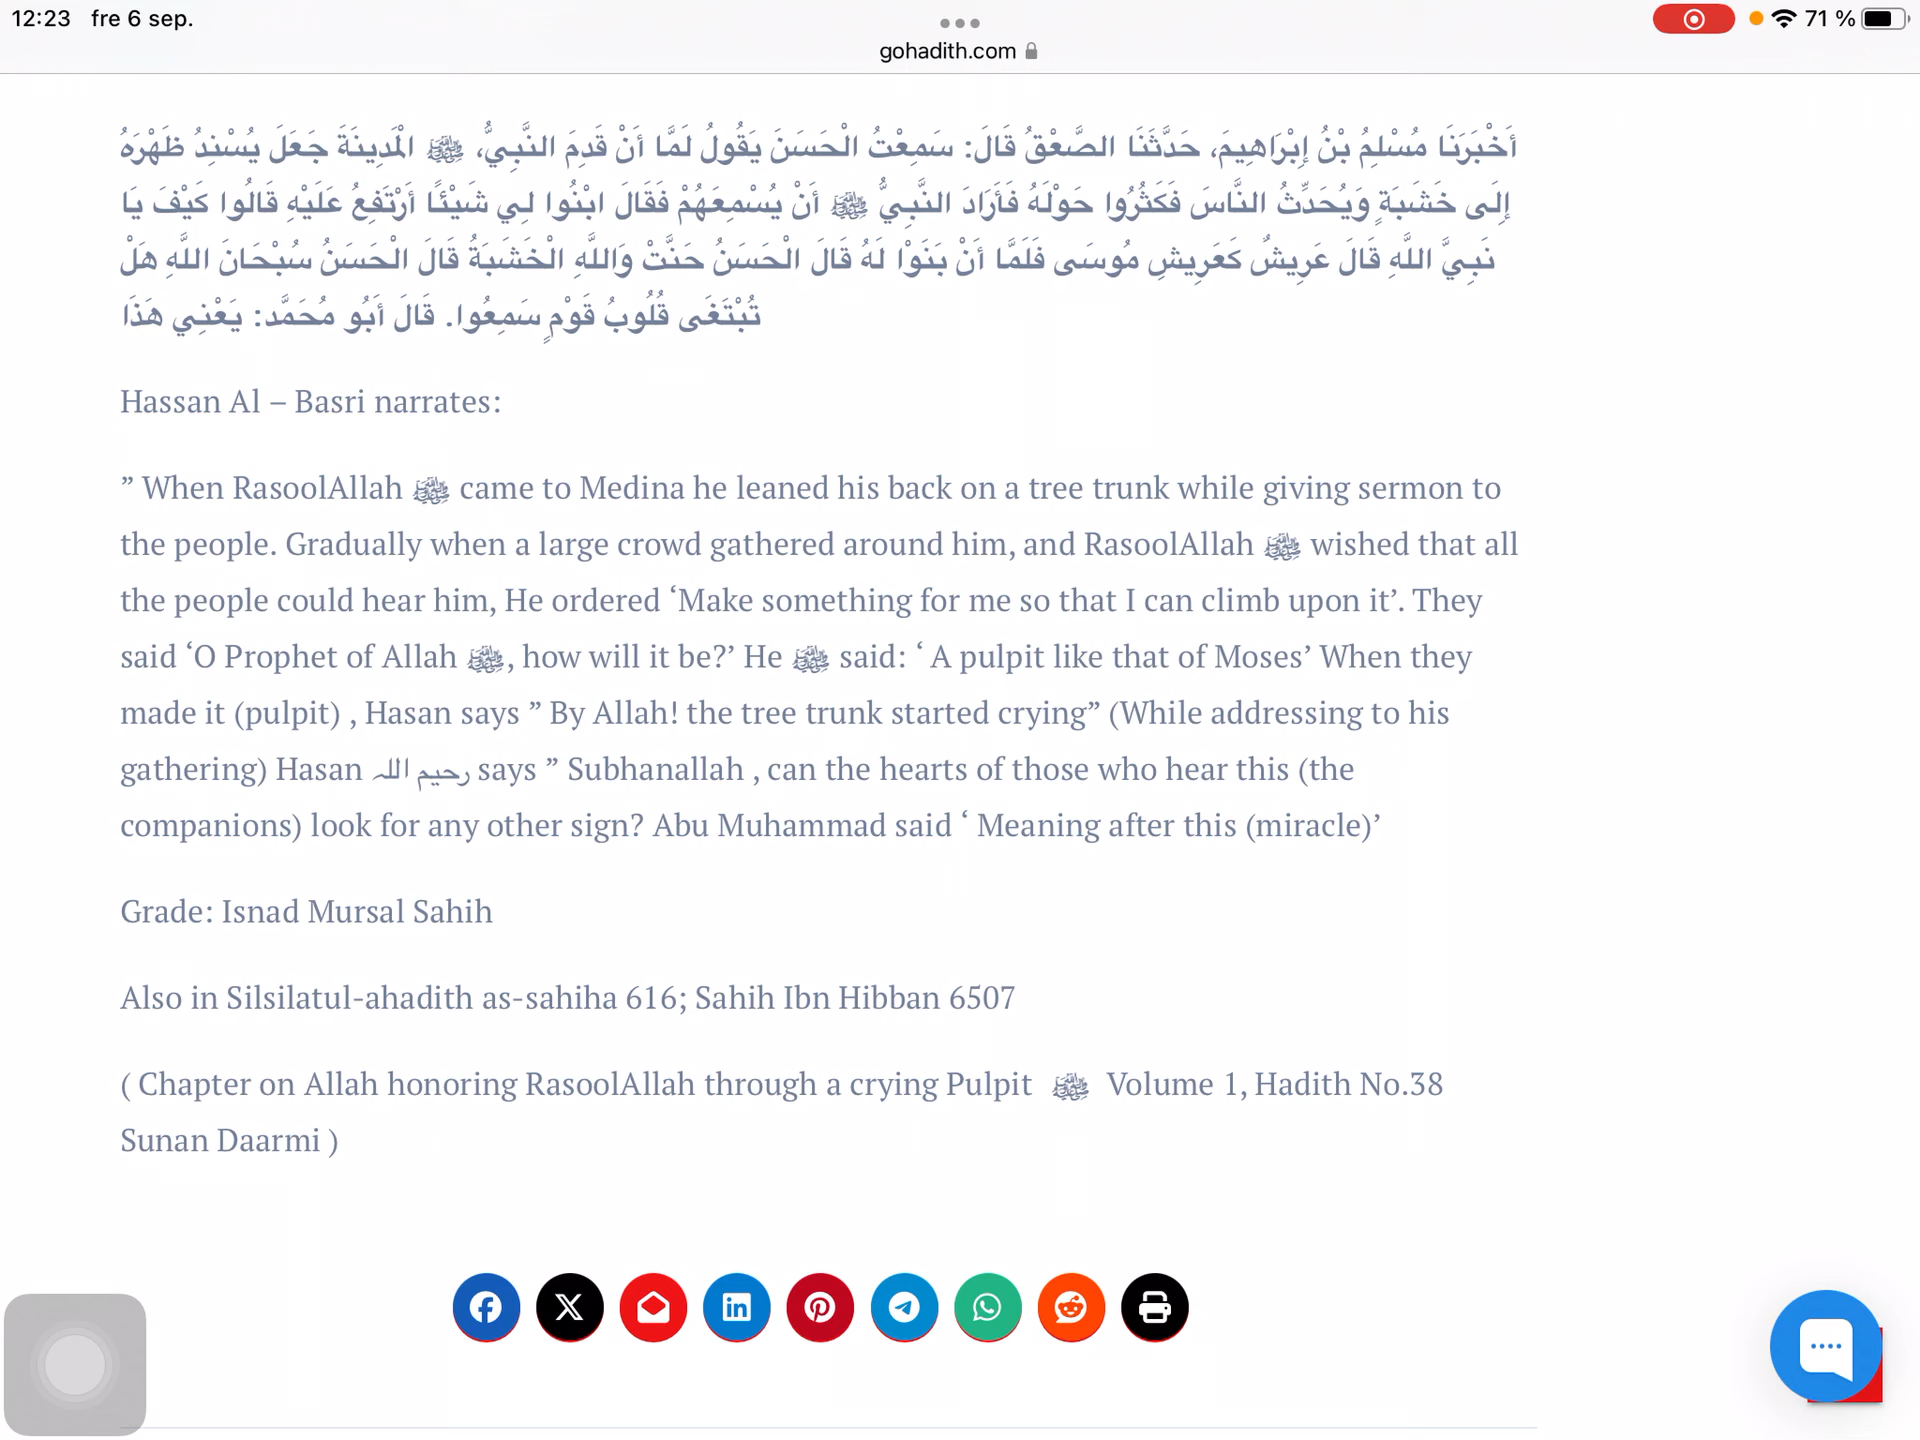 12:23 fre 6 sep.
71 %
gohadith.com
أَخْبَرَنَا مُسْلِمُ بْنُ إِبْرَاهِيمَ، حَدَّثَنَا الصَّعْقُ قَالَ: سَمِعْتُ الْحَسَنَ يَقُولُ لَمَّا أَنْ قَدِمَ النَّبِيُّ، ﷺ الْمَدِينَةَ جَعَلَ يُسْنِدُ ظَهْرَهُ
إِلَى خَشَبَةٍ وَيُحَدِّثُ النَّاسَ فَكَثُرُوا حَوْلَهُ فَأَرَادَ النَّبِيُّ ﷺ أَنْ يُسْمِعَهُمْ فَقَالَ ابْنُوا لِي شَيْئًا أَرْتَفِعُ عَلَيْهِ قَالُوا كَيْفَ يَا
نَبِيَّ اللَّهِ قَالَ عَرِيشٌ كَعَرِيشِ مُوسَى فَلَمَّا أَنْ بَنَوْا لَهُ قَالَ الْحَسَنُ حَنَّتْ وَاللَّهِ الْخَشَبَةُ قَالَ الْحَسَنُ سُبْحَانَ اللَّهِ هَلْ
تُبْتَغَى قُلُوبُ قَوْمٍ سَمِعُوا. قَالَ أَبُو مُحَمَّد: يَعْنِي هَذَا
Hassan Al – Basri narrates:
” When RasoolAllah ﷺ came to Medina he leaned his back on a tree trunk while giving sermon to
the people. Gradually when a large crowd gathered around him, and RasoolAllah ﷺ wished that all
the people could hear him, He ordered ‘Make something for me so that I can climb upon it’. They
said ‘O Prophet of Allah ﷺ, how will it be?’ He ﷺ said: ‘ A pulpit like that of Moses’ When they
made it (pulpit) , Hasan says ” By Allah! the tree trunk started crying” (While addressing to his
gathering) Hasan رحيم اللہ says ” Subhanallah , can the hearts of those who hear this (the
companions) look for any other sign? Abu Muhammad said ‘ Meaning after this (miracle)’
Grade: Isnad Mursal Sahih
Also in Silsilatul-ahadith as-sahiha 616; Sahih Ibn Hibban 6507
( Chapter on Allah honoring RasoolAllah through a crying Pulpit ﷺ Volume 1, Hadith No.38
Sunan Daarmi )